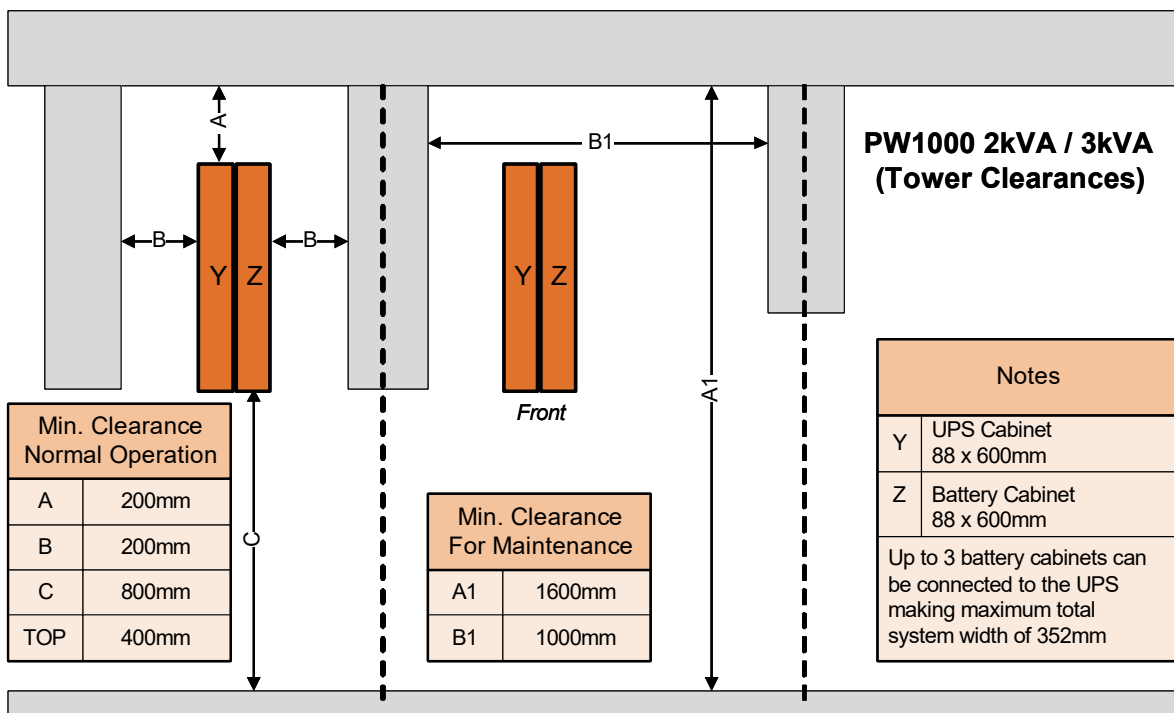 A
B1
PW1000 2kVA / 3kVA
(Tower Clearances)
B
B
Y
Z
Y
Z
Front
A1
C
Min. Clearance
Normal Operation
A 200mm
B 200mm
C 800mm
TOP 400mm
Min. Clearance
For Maintenance
A1 1600mm
B1 1000mm
Notes
Y UPS Cabinet
88 x 600mm
Z Battery Cabinet
88 x 600mm
Up to 3 battery cabinets can
be connected to the UPS
making maximum total
system width of 352mm